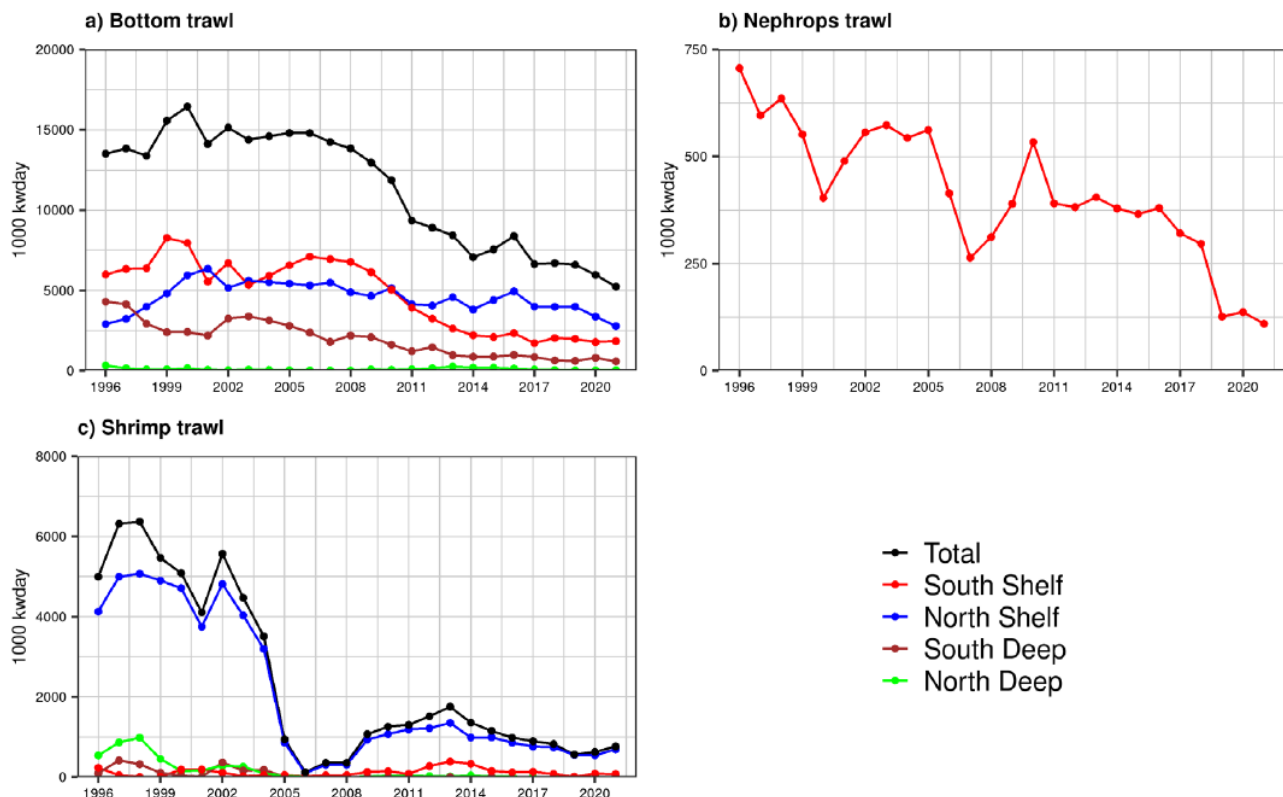 a) Bottom trawl
20000
15000
10000
5000
0
1000 kwday
1996 1999 2002 2005 2008 2011 2014 2017 2020
b) Nephrops trawl
750
500
250
0
1000 kwday
1996 1999 2002 2005 2008 2011 2014 2017 2020
c) Shrimp trawl
8000
6000
4000
2000
0
1000 kwday
1996 1999 2002 2005 2008 2011 2014 2017 2020
Total
South Shelf
North Shelf
South Deep
North Deep